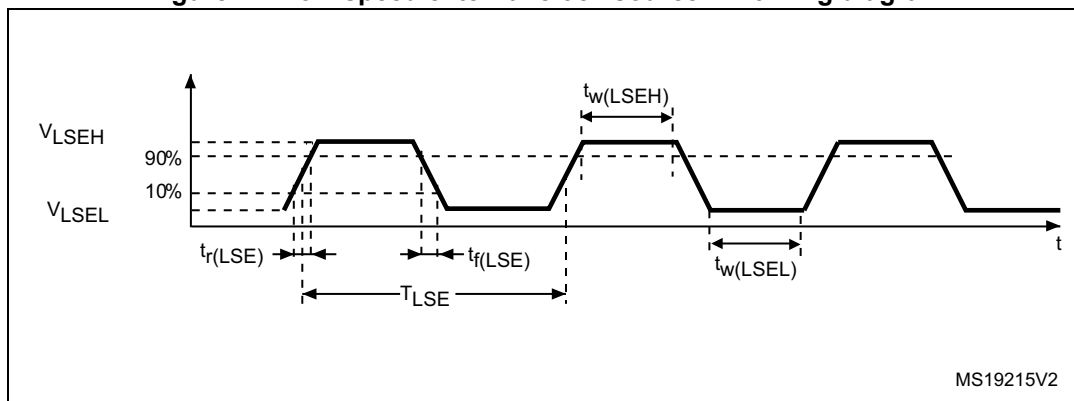 tw(LSEH)
VLSEH
90%
10%
VLSEL
t
tr(LSE)
tf(LSE)
tw(LSEL)
TLSE
MS19215V2